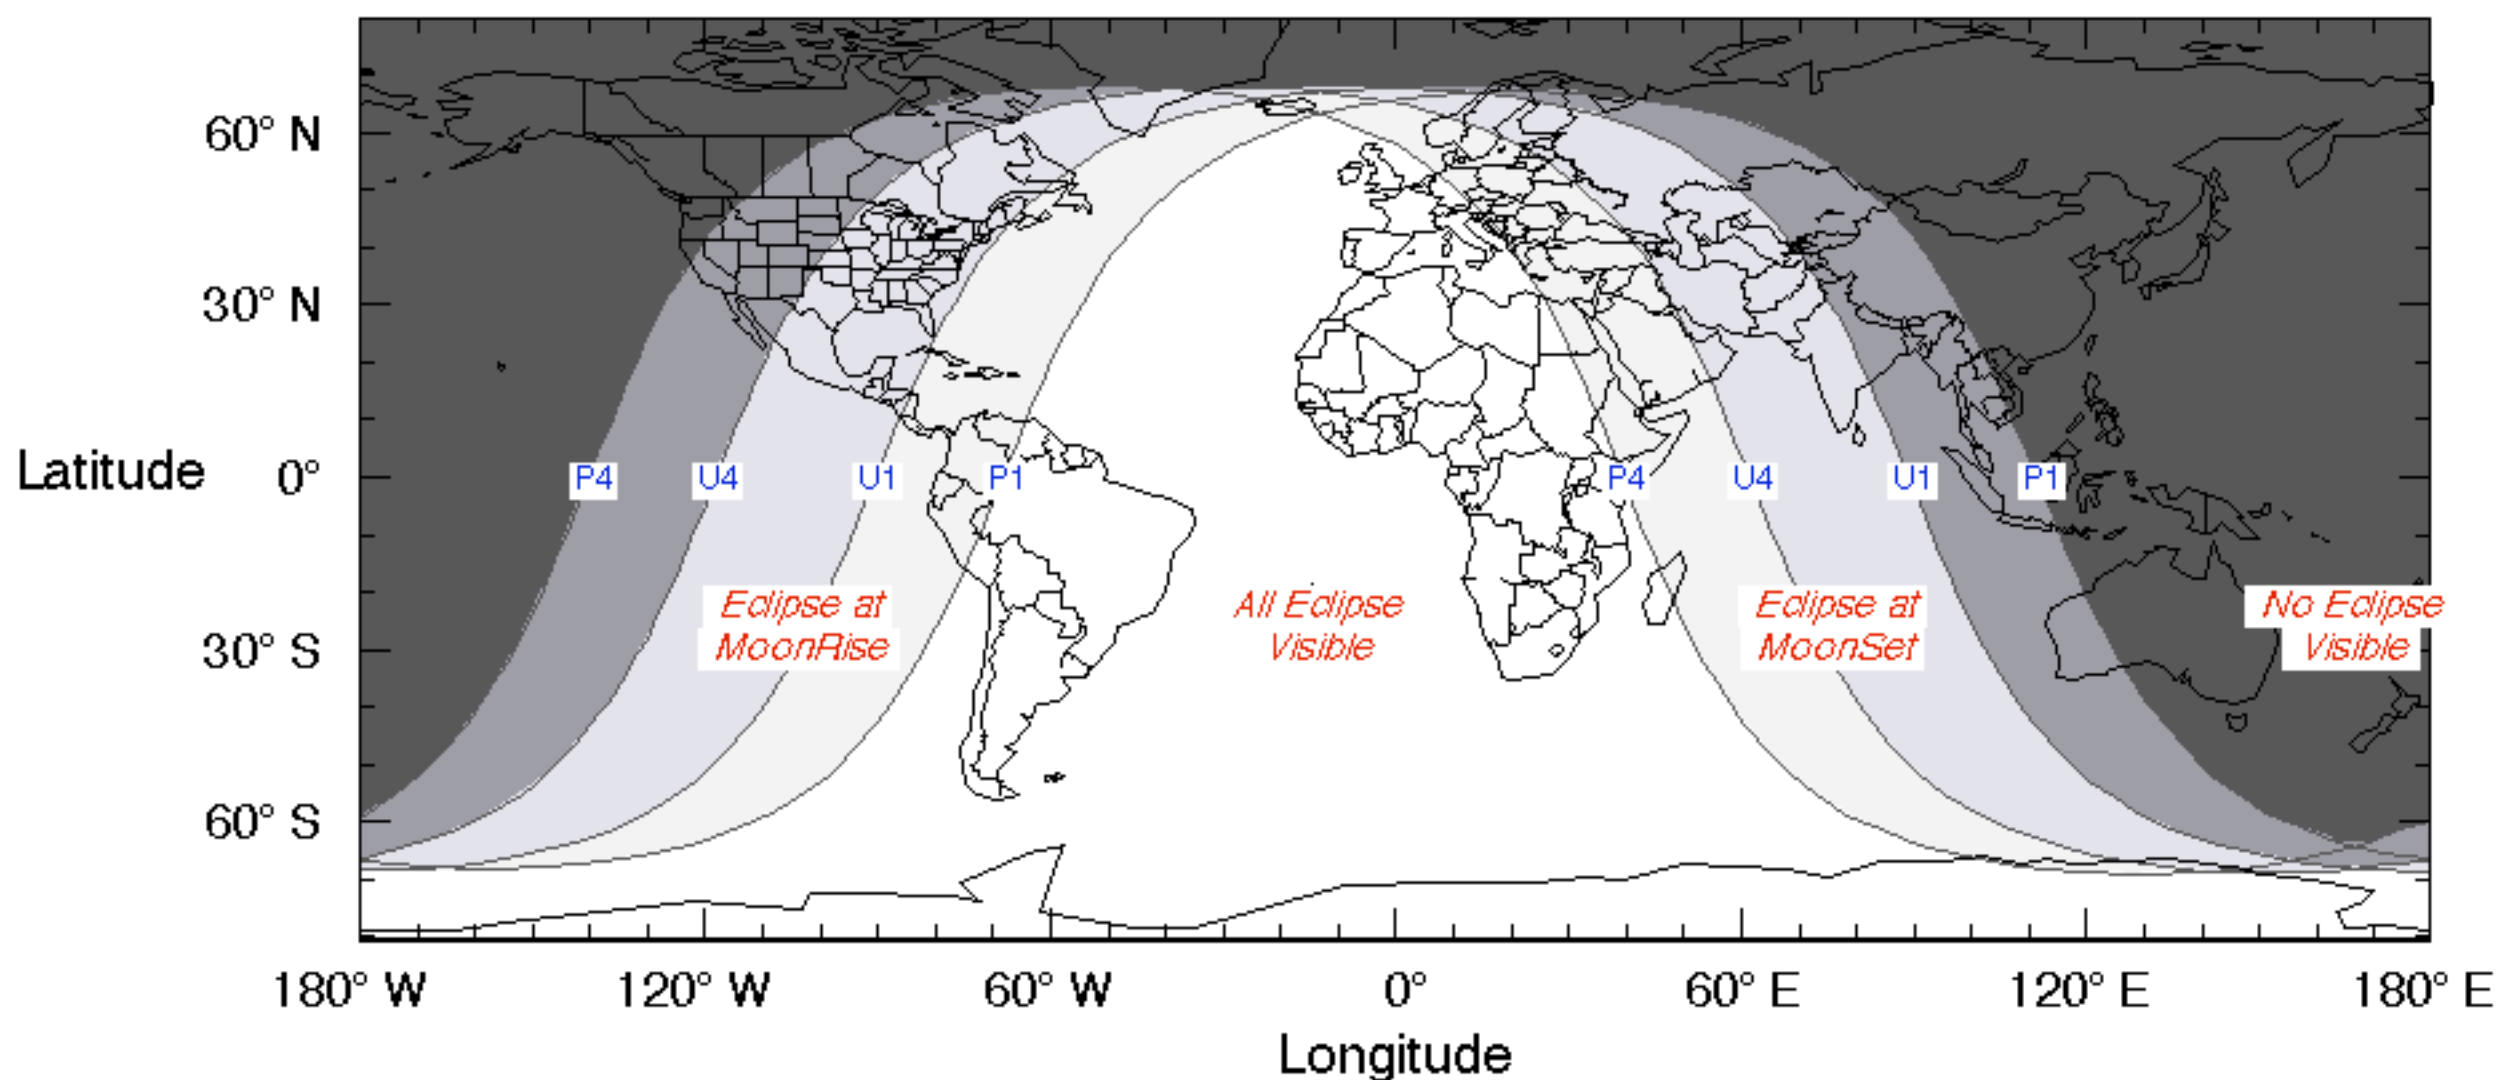 60° N
30° N
Latitude 0°
P4 U4 U1 P1 P4 U4 U1 P1
Eclipse at
MoonRise
All Eclipse
Visible
Eclipse at
MoonSet
No Eclipse
Visible
30° S
60° S
180° W 120° W 60° W 0° 60° E 120° E 180° E
Longitude